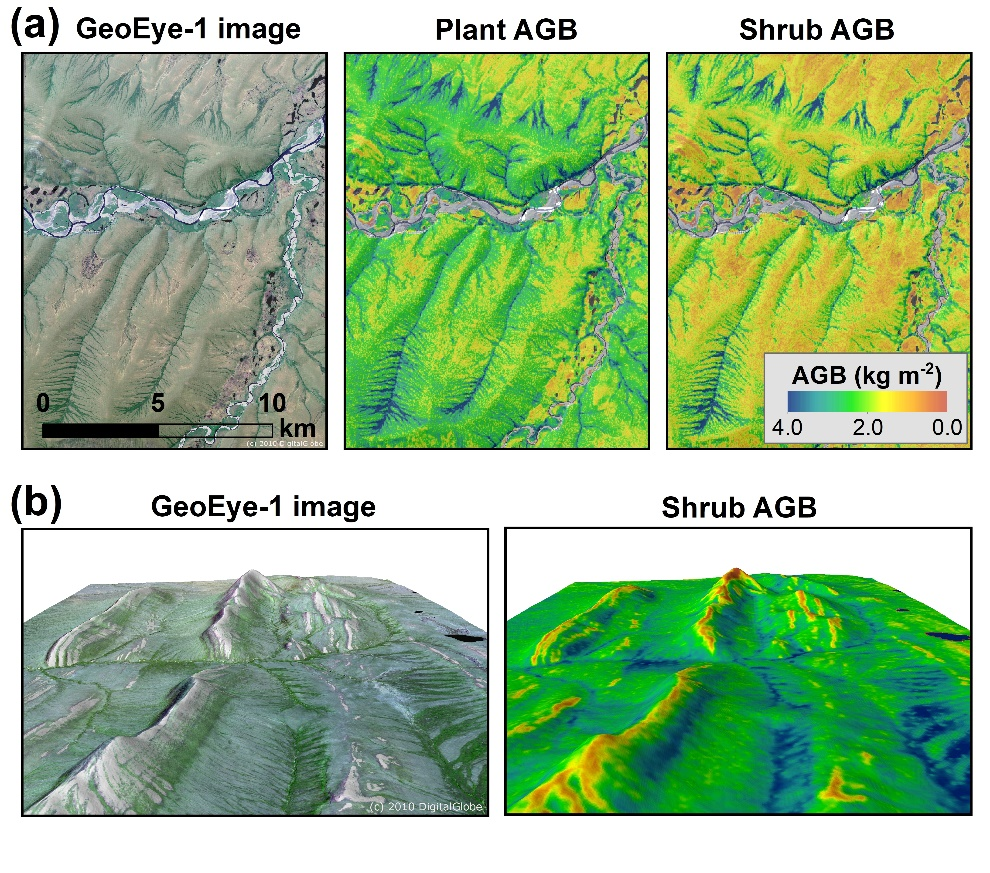 (a) GeoEye-1 image Plant AGB Shrub AGB
0 5 10
km
(c) 2010 DigitalGlobe
AGB (kg m-2)
4.0 2.0 0.0
(b) GeoEye-1 image Shrub AGB
(c) 2010 DigitalGlobe